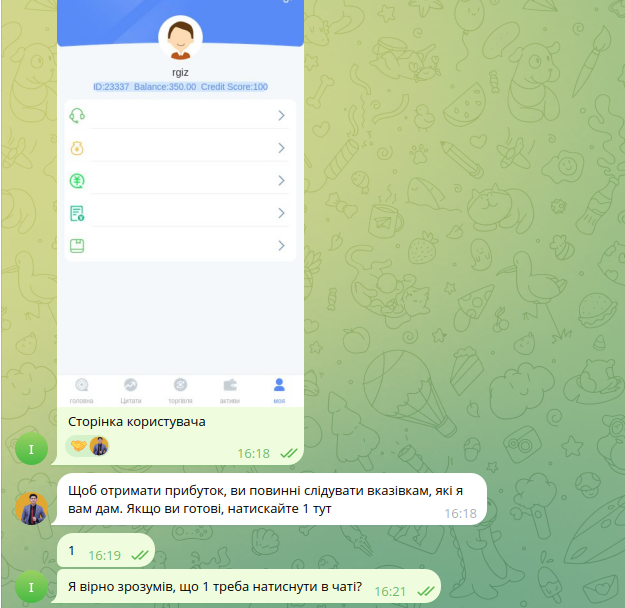 rgiz
ID:23337 Balance:350.00 Credit Score:100
головна Цитати торгівля активи моя
Сторінка користувача
16:18
Щоб отримати прибуток, ви повинні слідувати вказівкам, які я
вам дам. Якщо ви готові, натискайте 1 тут
16:18
1 16:19
Я вірно зрозумів, що 1 треба натиснути в чаті? 16:21
I
I